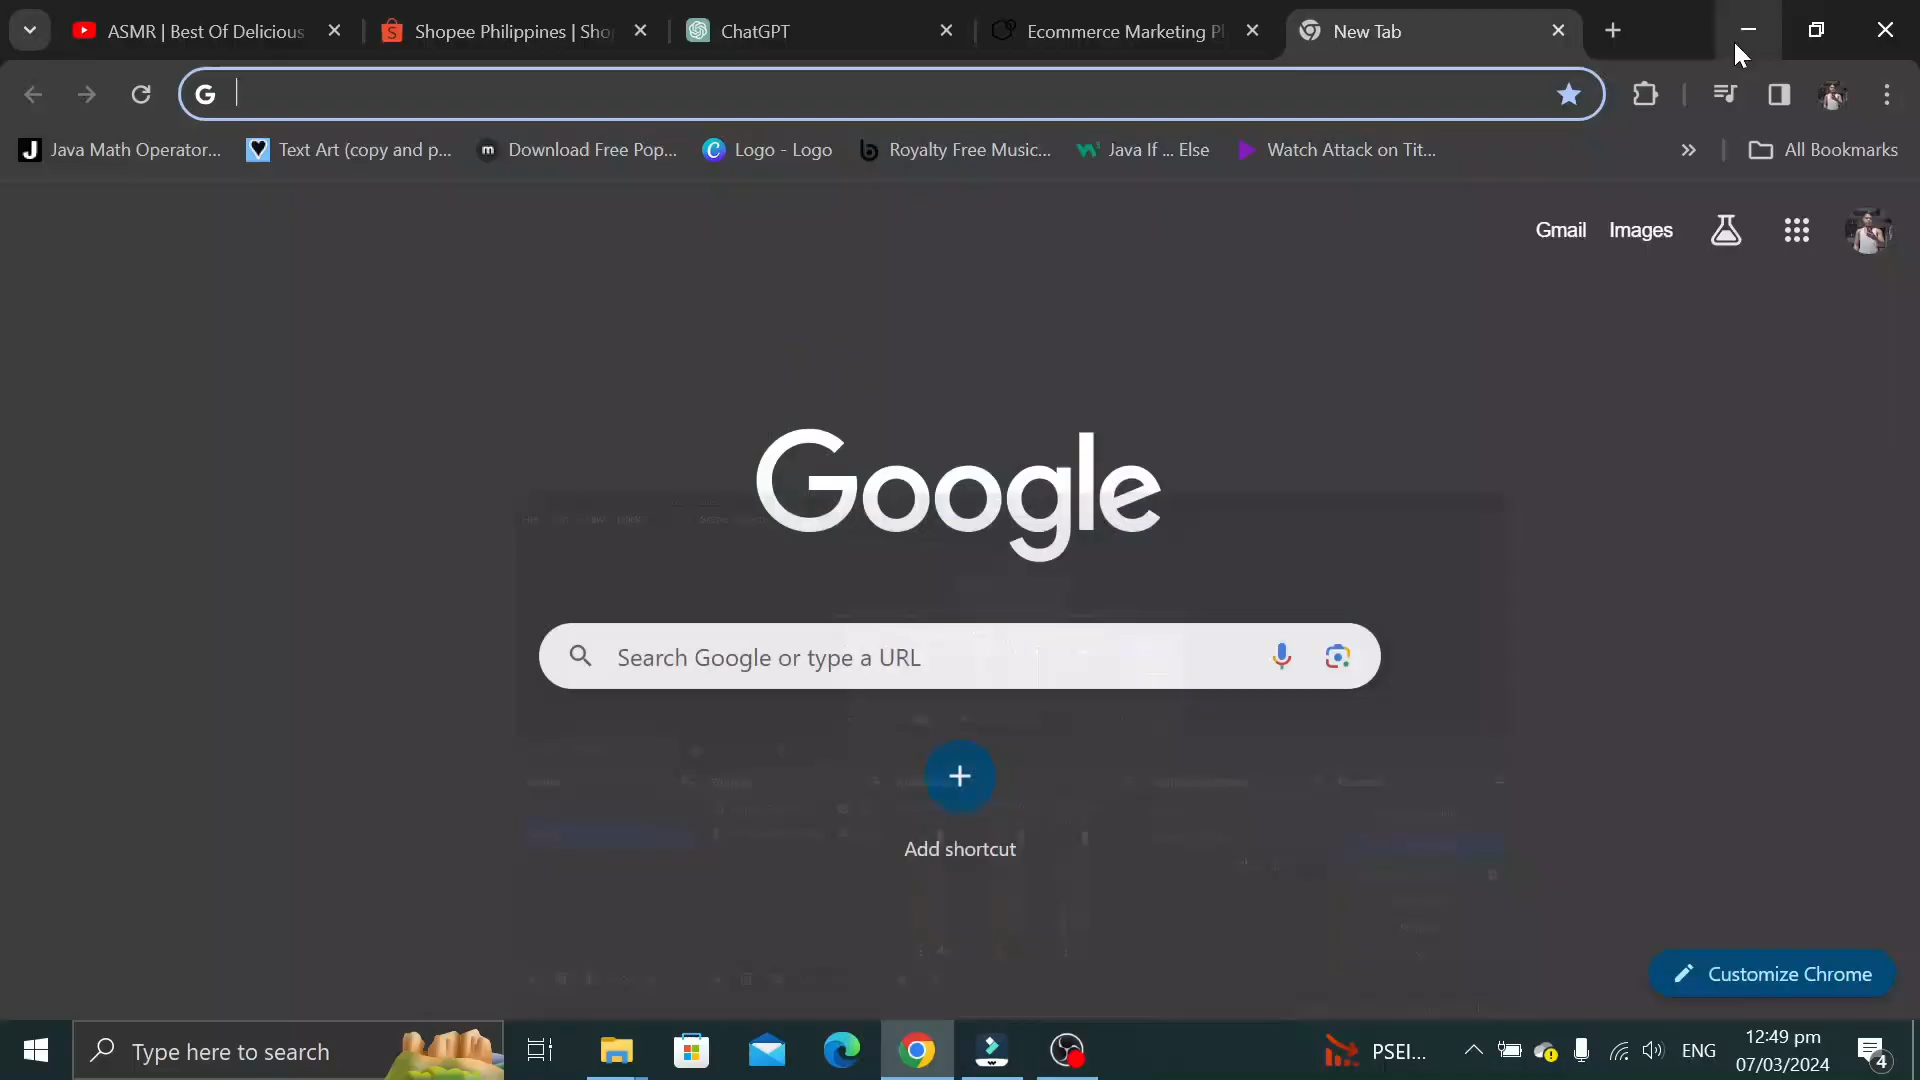 ASMR | Best Of Delicious
Shopee Philippines | Sho
ChatGPT
Ecommerce Marketing Pl
New Tab
Java Math Operator...
Text Art (copy and p...
Download Free Pop...
Logo - Logo
Royalty Free Music...
Java If ... Else
Watch Attack on Tit...
All Bookmarks
Gmail
Images
Google
Search Google or type a URL
Add shortcut
Customize Chrome
Type here to search
PSEI...
ENG
12:49 pm
07/03/2024
4